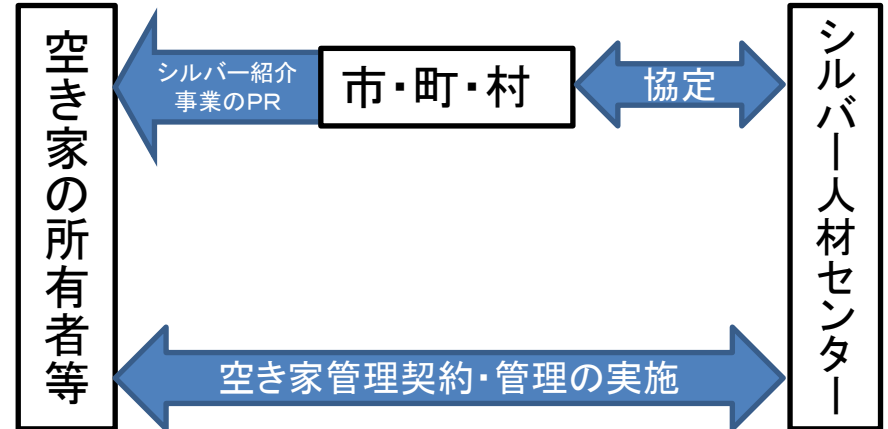 空き家の所有者等
シルバー紹介
事業のPR
市・町・村
協定
シルバー人材センター
空き家管理契約・管理の実施